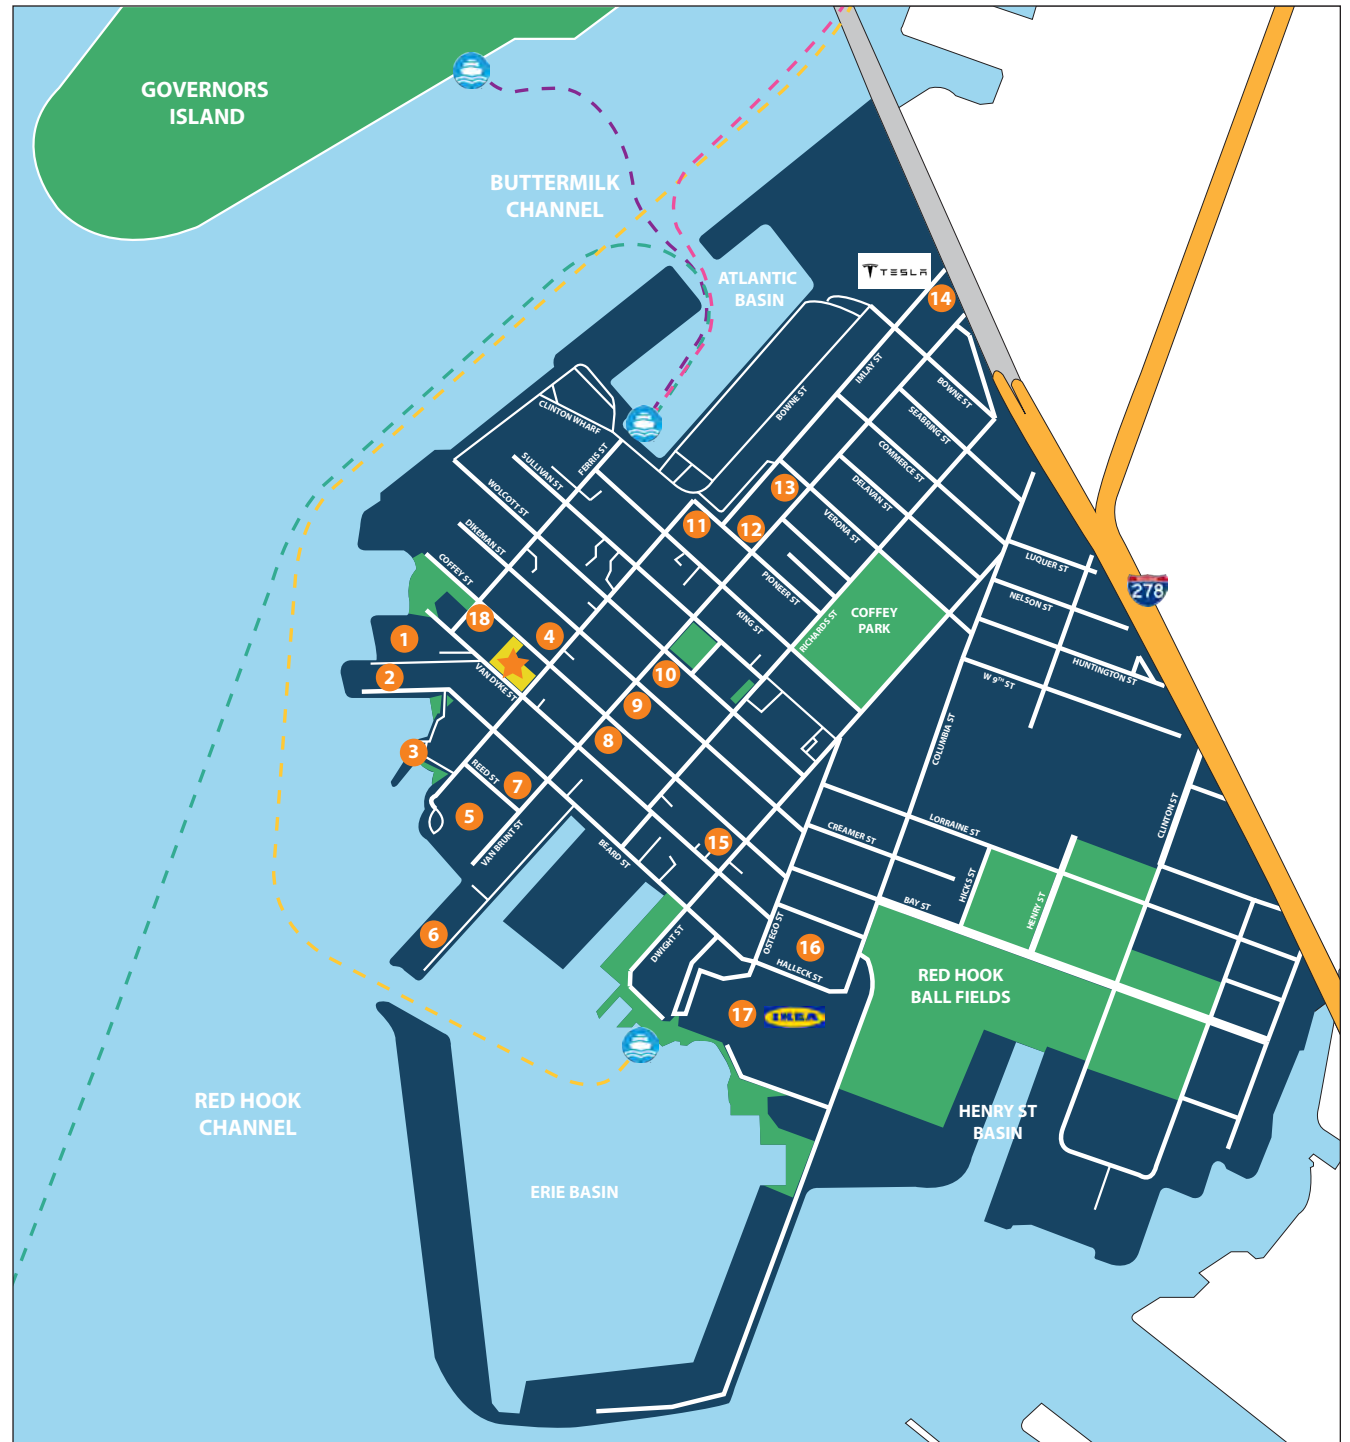 GOVERNORS
ISLAND
BUTTERMILK
CHANNEL
ATLANTIC
BASIN
TESLA
14
IMLAY ST
BOWNE ST
BOWNE ST
SEABRING ST
CLINTON WHARF
FERRIS ST
COMMERCE ST
SULLIVAN ST
DELAVAN ST
WOLCOTT ST
13
VERONA ST
11
12
DIKEMAN ST
COFFEY ST
PIONEER ST
LUQUER ST
278
NELSON ST
KING ST
RICHARDS ST
COFFEY
PARK
18
1
4
2
VAN DYKE ST
10
HUNTINGTON ST
W 9TH ST
9
COLUMBIA ST
8
3
REED ST
7
5
VAN BRUNT ST
BEARD ST
15
CLINTON ST
LORRAINE ST
CREAMER ST
HICKS ST
HENRY ST
BAY ST
6
DWIGHT ST
OSTEGO ST
16
HALLECK ST
RED HOOK
BALL FIELDS
17
IKEA
RED HOOK
CHANNEL
HENRY ST
BASIN
ERIE BASIN